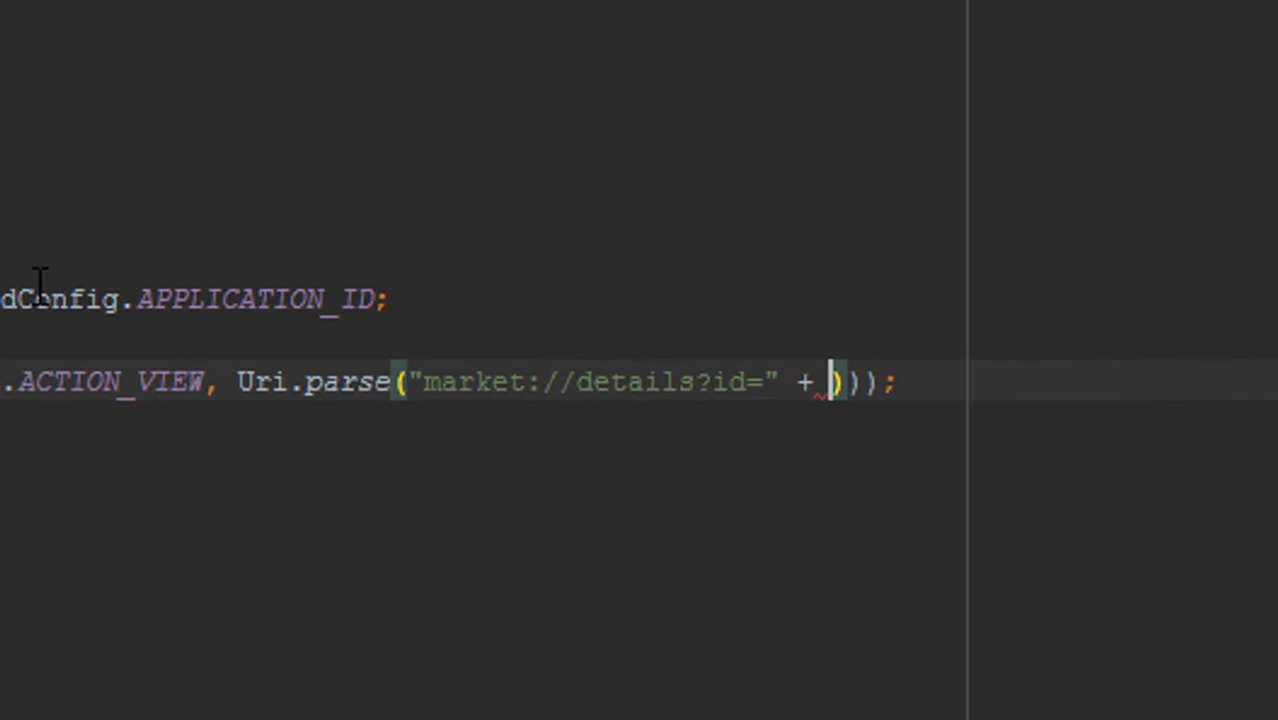 dConfig.APPLICATION_ID;
.ACTION_VIEW, Uri.parse("market://details?id=" + )));